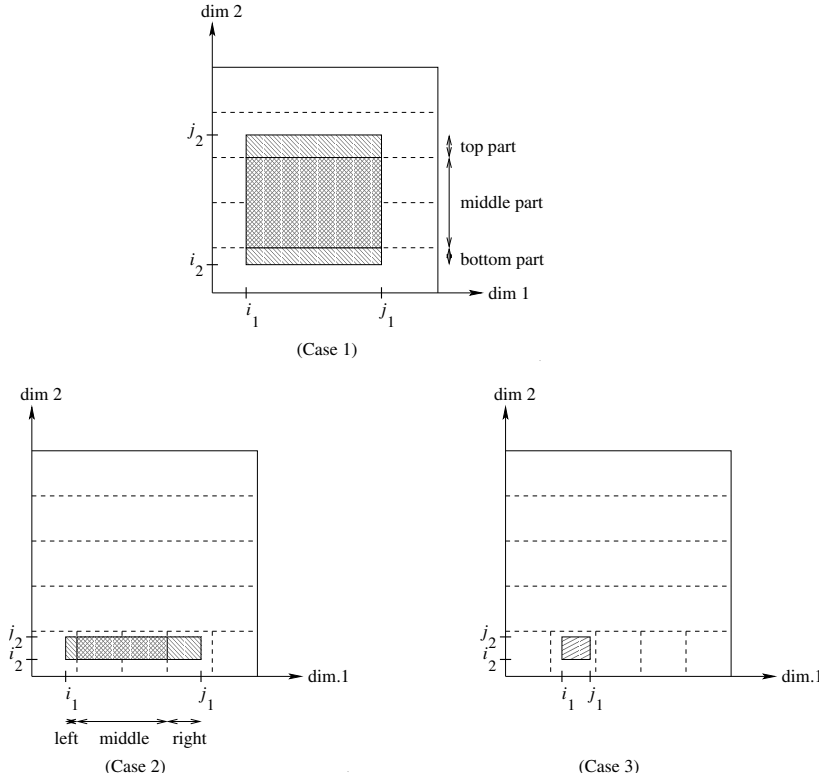 dim 2
j2
top part
middle part
i2
bottom part
dim 1
i1 j1
(Case 1)
dim 2
j2
i2
dim.1
i1 j1
left middle right
(Case 2)
dim 2
j2
i2
dim.1
i1 j1
(Case 3)